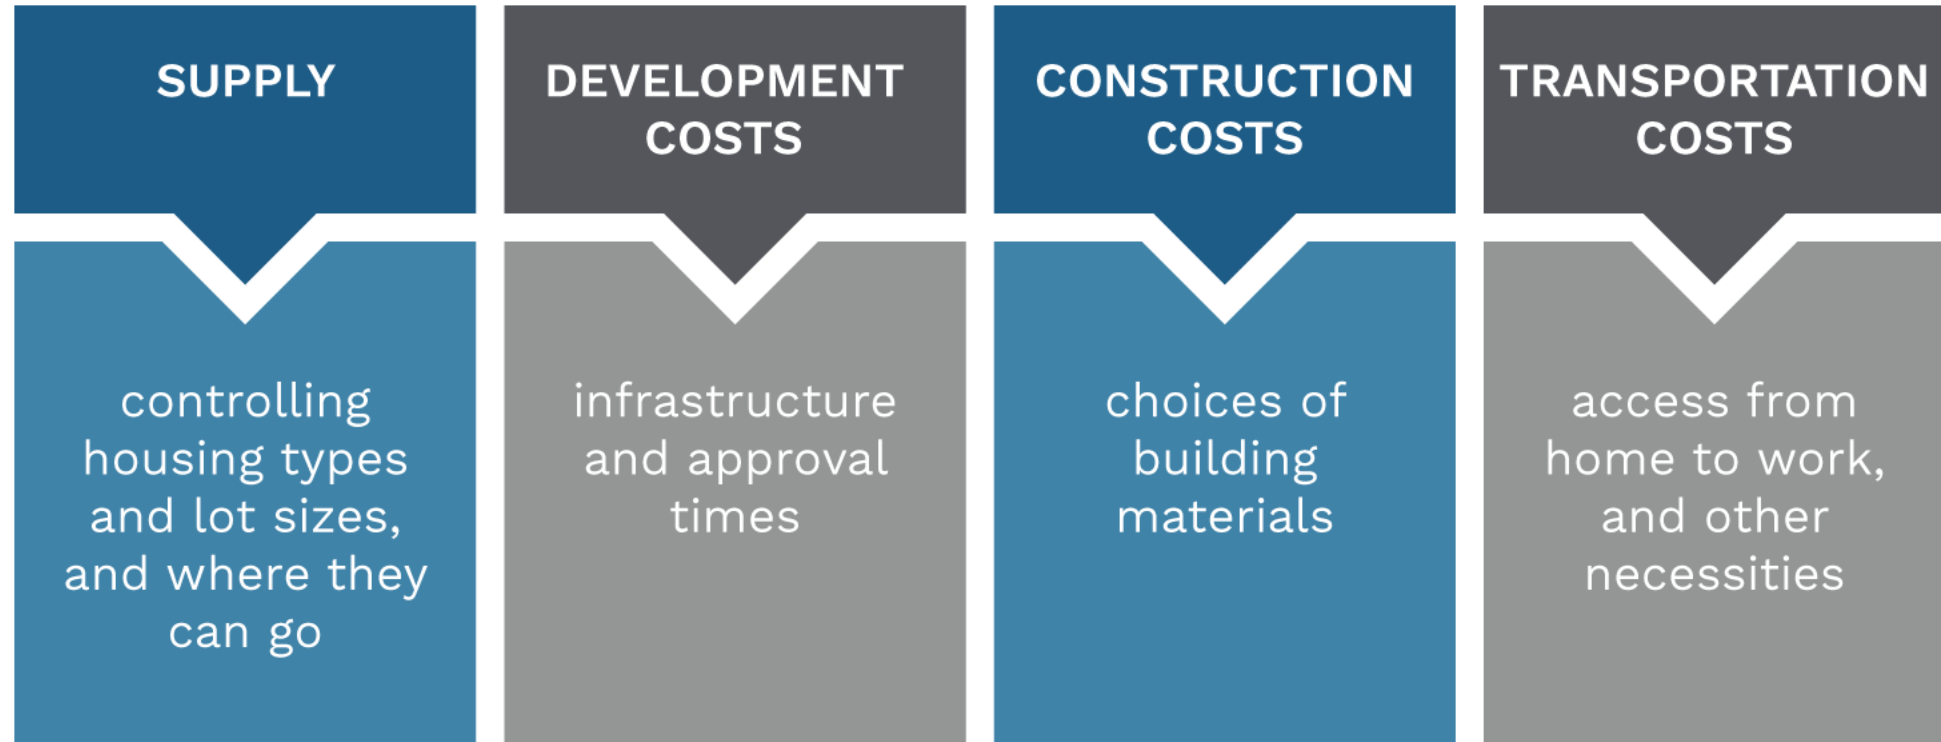 SUPPLY
controlling
housing types
and lot sizes,
and where they
can go
DEVELOPMENT
COSTS
infrastructure
and approval
times
CONSTRUCTION
COSTS
choices of
building
materials
TRANSPORTATION
COSTS
access from
home to work,
and other
necessities